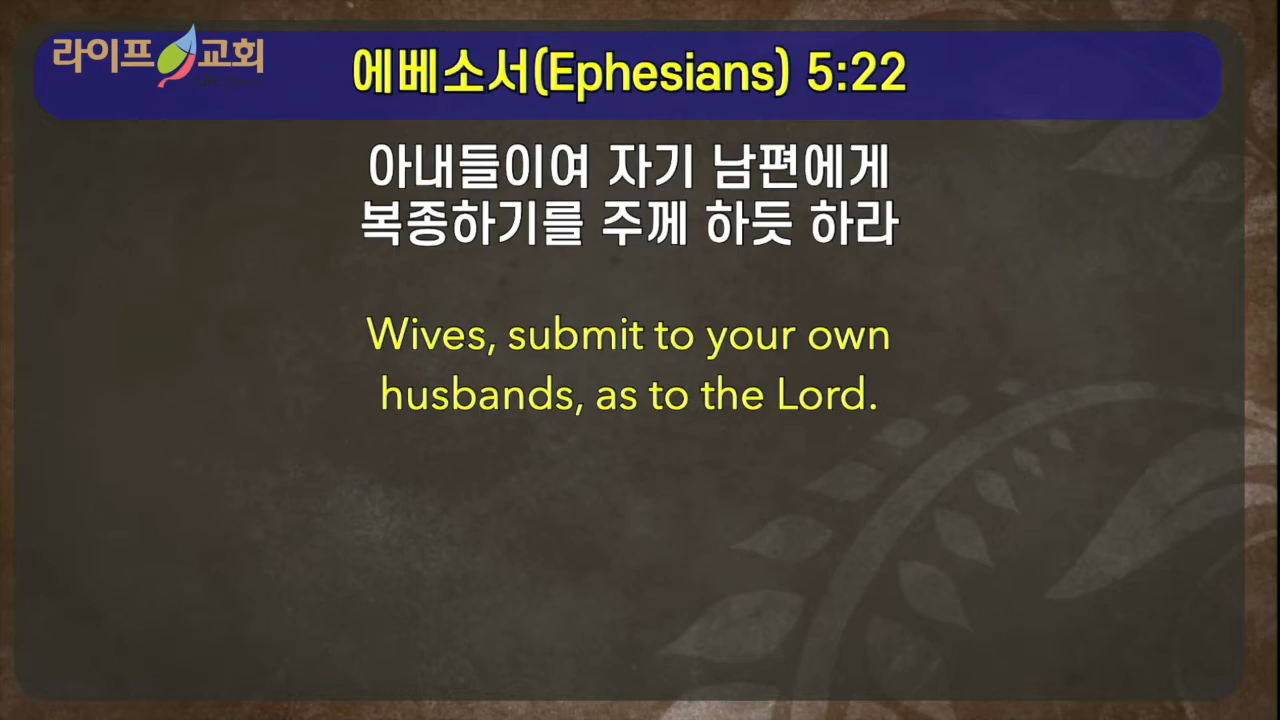 라이프 교회
에베소서(Ephesians) 5:22
아내들이여 자기 남편에게
복종하기를 주께 하듯 하라
Wives, submit to your own
husbands, as to the Lord.